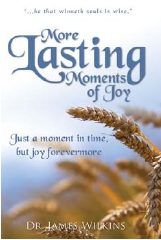 "...he that winneth souls is wise,"
More
Lasting
Moments
of Joy
Just a moment in time,
but joy forevermore
Dr. James Wilkins